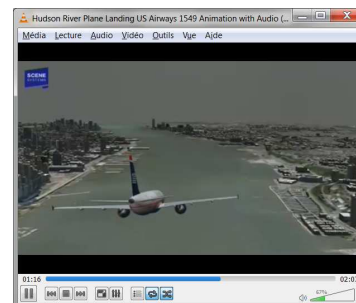 Hudson River Plane Landing US Airways 1549 Animation with Audio (...
Média Lecture Audio Vidéo Outils Vue Aide
SCENE
01:16
02:0
67%